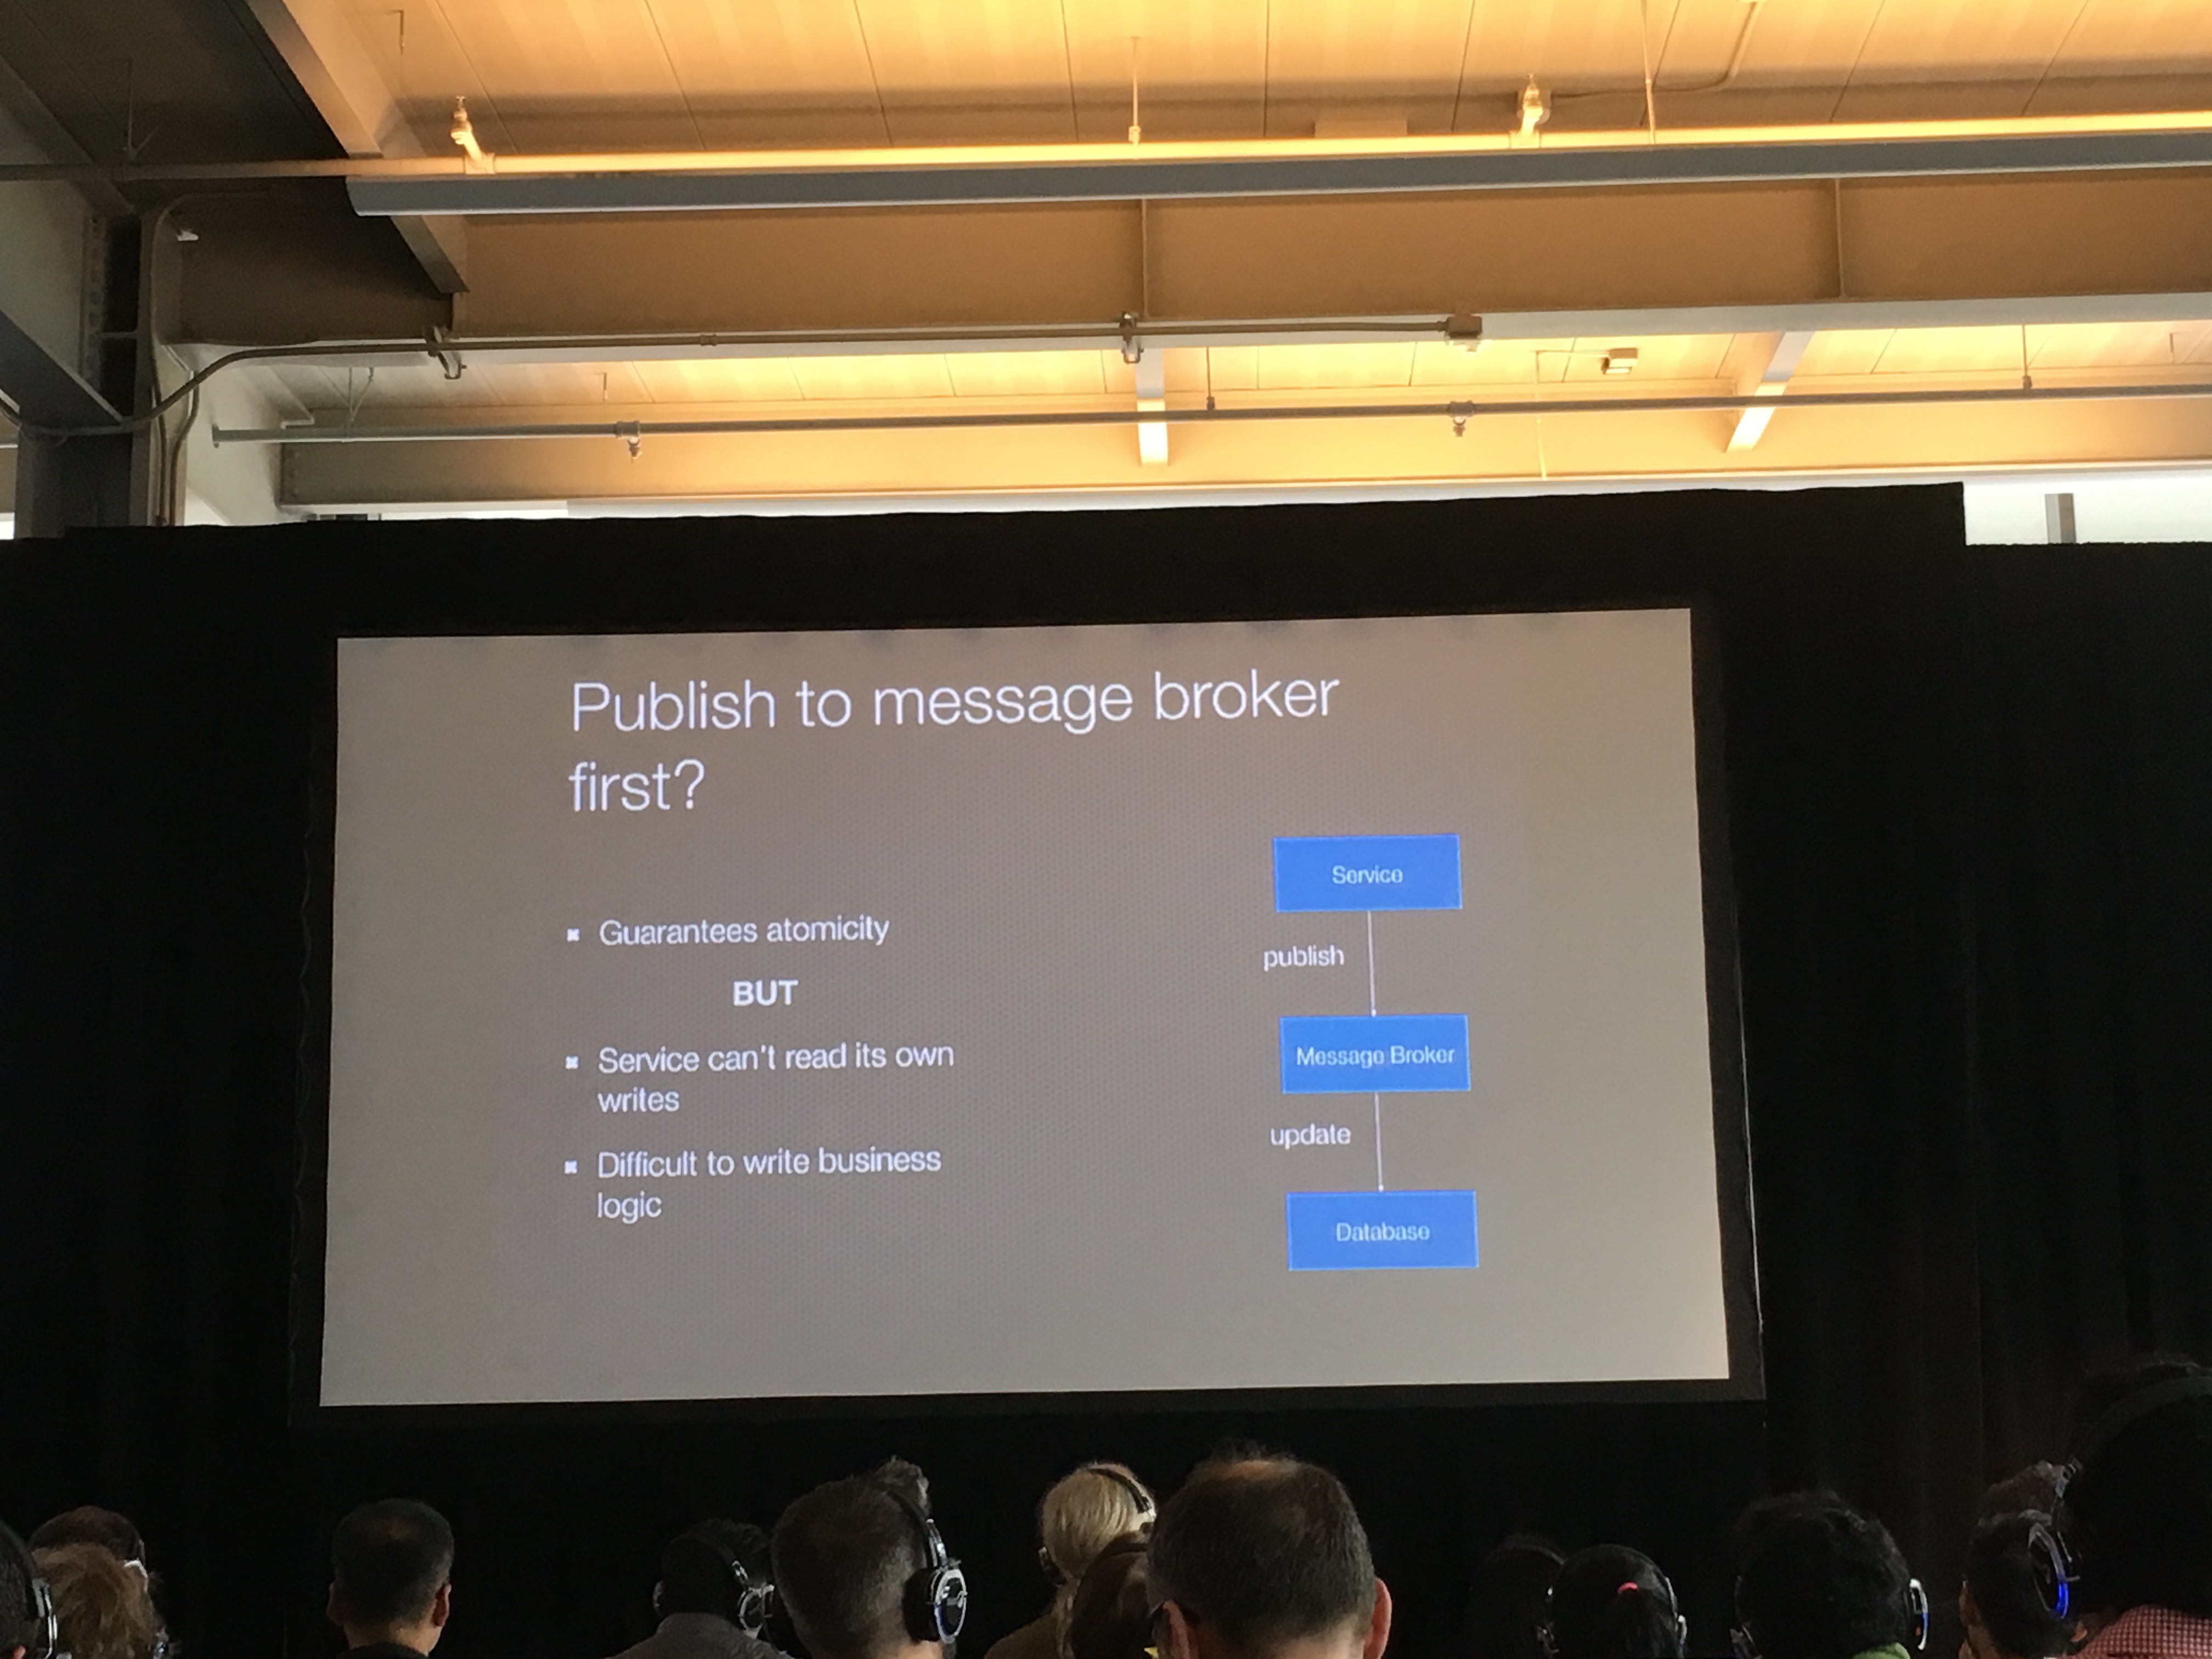 Publish to message broker
first?
Guarantees atomicity
BUT
Service can't read its own
writes
Difficult to write business
logic
Service
publish
Message Broker
update
Database